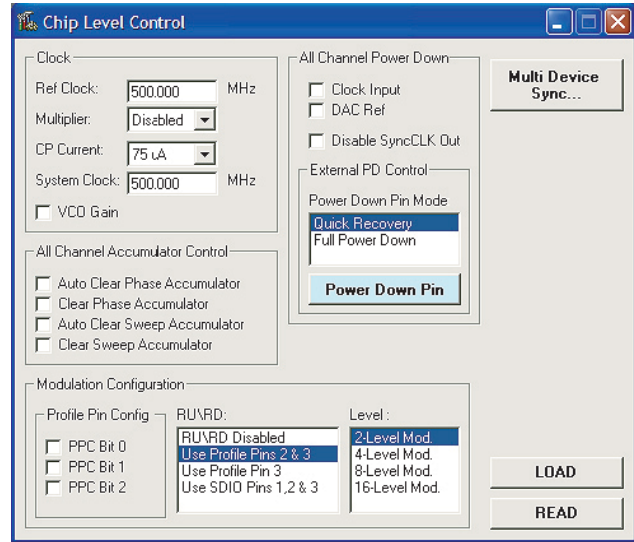 Chip Level Control
Clock
Ref Clock: 500.000 MHz
Multiplier: Disabled
CP Current: 75 uA
System Clock: 500.000 MHz
VCO Gain
All Channel Power Down
Clock Input
DAC Ref
Disable SyncCLK Out
External PD Control
Power Down Pin Mode
Quick Recovery
Full Power Down
Power Down Pin
Multi Device
Sync...
All Channel Accumulator Control
Auto Clear Phase Accumulator
Clear Phase Accumulator
Auto Clear Sweep Accumulator
Clear Sweep Accumulator
Modulation Configuration
Profile Pin Config
PPC Bit 0
PPC Bit 1
PPC Bit 2
RU\RD:
RU\RD Disabled
Use Profile Pins 2 & 3
Use Profile Pin 3
Use SDIO Pins 1,2 & 3
Level :
2-Level Mod.
4-Level Mod.
8-Level Mod.
16-Level Mod.
LOAD
READ